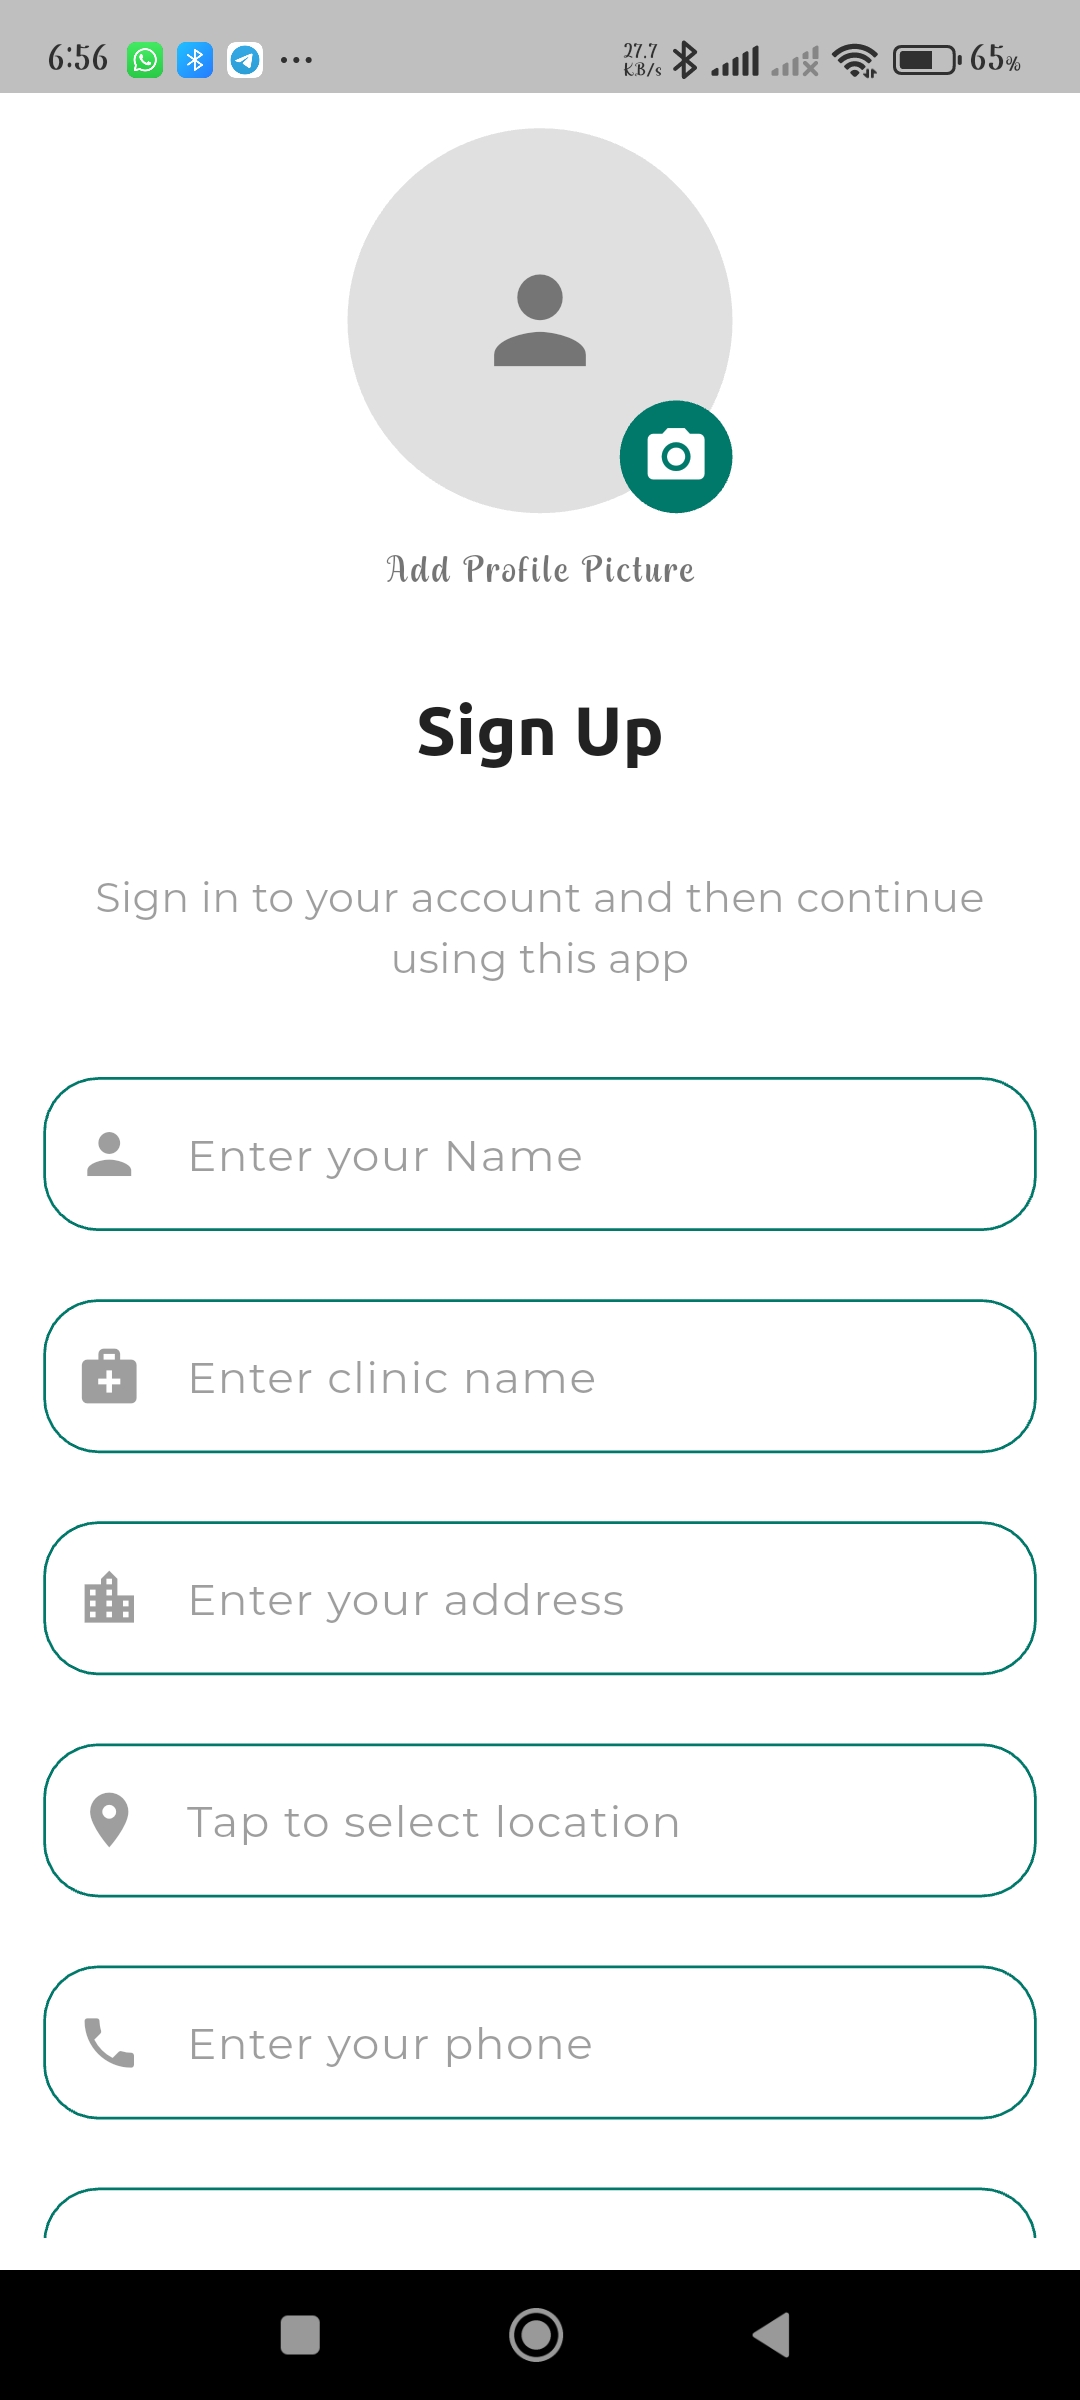 6:56 ... 27.7 KB/s 65%
Add Profile Picture
Sign Up
Sign in to your account and then continue
using this app
Enter your Name
Enter clinic name
Enter your address
Tap to select location
Enter your phone